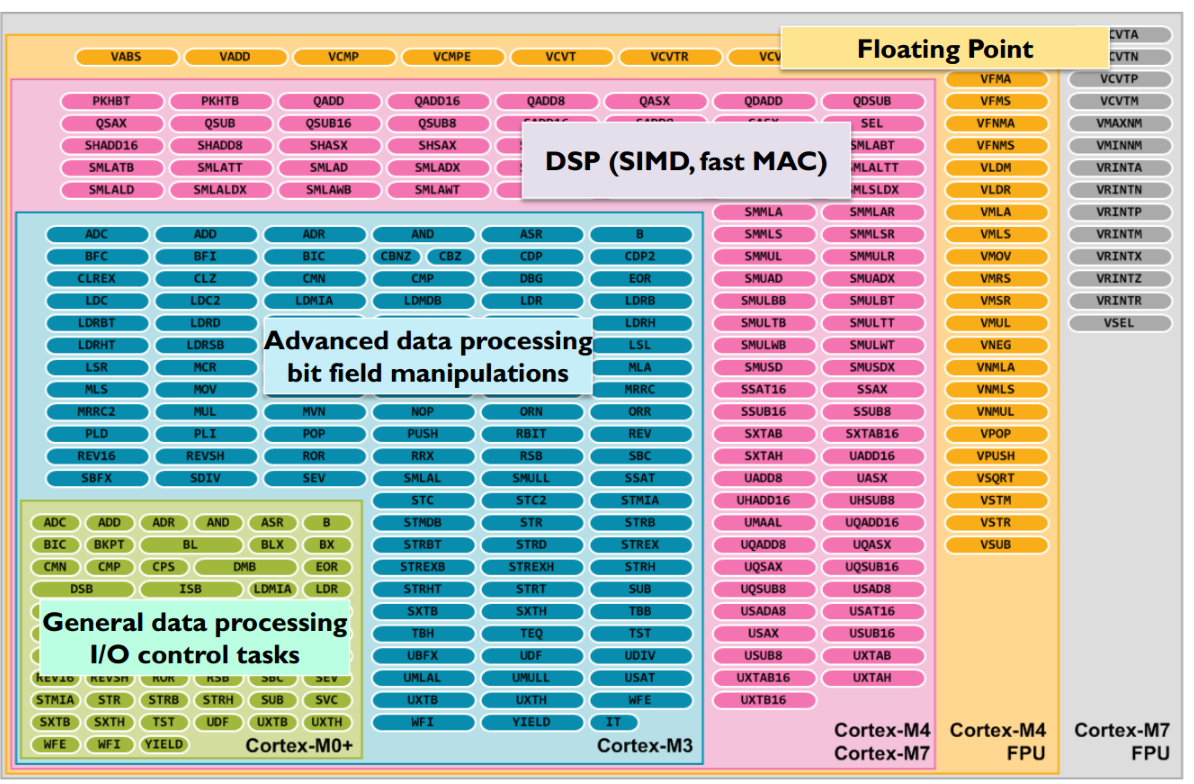 CVTA
VABS VADD VCMP VCMPE VCVT VCVTR Floating Point CVTN
VFMA VCVTP
PKHBT PKHTB QADD QADD16 QADD8 QASX QDADD QDSUB VFMS VCVTM
QSAX QSUB QSUB16 QSUB8 SEL VFNMA VMAXNM
SHADD16 SHADD8 SHASX SHSAX SMLABT VFNMS VMINNM
DSP (SIMD, fast MAC)
SMLATB SMLATT SMLAD SMLADX SMLALTT VLDM VRINTA
SMLALD SMLALDX SMLAWB SMLAWT SMLSLDX VLDR VRINTN
SMMLA SMMLAR VMLA VRINTP
ADC ADD ADR AND ASR B SMMLS SMMLSR VMLS VRINTM
BFC BFI BIC CBNZ CBZ CDP CDP2 SMMUL SMMULR VMOV VRINTX
CLREX CLZ CMN CMP DBG EOR SMUAD SMUADX VMRS VRINTZ
LDC LDC2 LDMIA LDMDB LDR LDRB SMULBB SMULBT VMSR VRINTR
LDRBT LDRD LDRH SMULTB SMULTT VMUL VSEL
Advanced data processing
LDRHT LDRSB LSL SMULWB SMULWT VNEG
bit field manipulations
LSR MCR MLA SMUSD SMUSDX VNMLA
MLS MOV MRRC SSAT16 SSAX VNMLS
MRRC2 MUL MVN NOP ORN ORR SSUB16 SSUB8 VNMUL
PLD PLI POP PUSH RBIT REV SXTAB SXTAB16 VPOP
REV16 REVSH ROR RRX RSB SBC SXTAH UADD16 VPUSH
SBFX SDIV SEV SMLAL SMULL SSAT UADD8 UASX VSQRT
STC STC2 STMIA UHADD16 UHSUB8 VSTM
ADC ADD ADR AND ASR B STMDB STR STRB UMAAL UQADD16 VSTR
BIC BKPT BL BLX BX STRBT STRD STREX UQADD8 UQASX VSUB
CMN CMP CPS DMB EOR STREXB STREXH STRH UQSAX UQSUB16
DSB ISB LDMIA LDR STRHT STRT SUB UQSUB8 USAD8
SXTB SXTH TBB USADA8 USAT16
General data processing
TBH TEQ TST USAX USUB16
I/O control tasks
UBFX UDF UDIV USUB8 UXTAB
REV16 REVSH ROR RSB SBC SEV UMLAL UMULL USAT UXTAB16 UXTAH
STMIA STR STRB STRH SUB SVC UXTB UXTH WFE UXTB16
SXTB SXTH TST UDF UXTB UXTH WFI YIELD IT
WFE WFI YIELD
Cortex-M0+
Cortex-M3
Cortex-M4
Cortex-M7
Cortex-M4
FPU
Cortex-M7
FPU